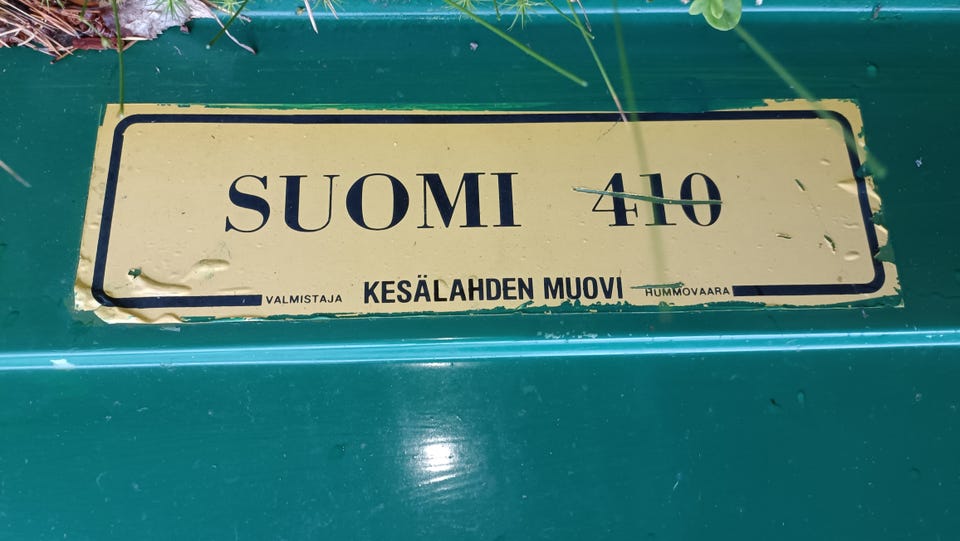 SUOMI 410
VALMISTAJA KESÄLAHDEN MUOVI HUMMOVAARA